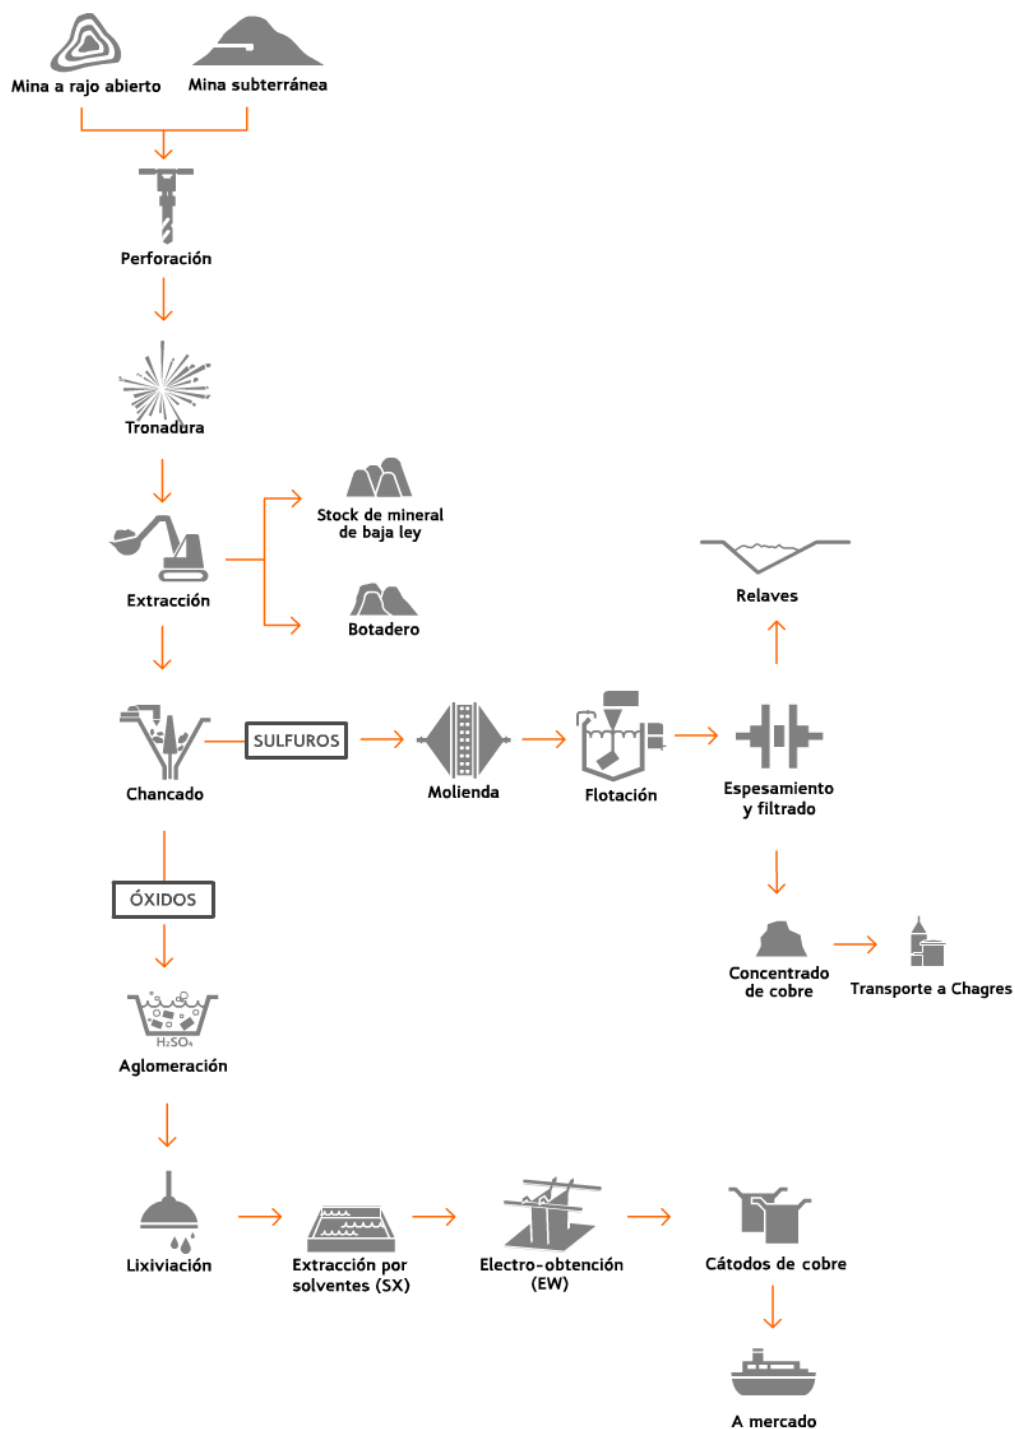 Mina a rajo abierto
Mina subterránea
Perforación
Tronadura
Stock de mineral
de baja ley
Extracción
Botadero
Relaves
Chancado
SULFUROS
Molienda
Flotación
Espesamiento
y filtrado
ÓXIDOS
Concentrado
de cobre
Transporte a Chagres
H₂SO₄
Aglomeración
Lixiviación
Extracción por
solventes (SX)
Electro-obtención
(EW)
Cátodos de cobre
A mercado